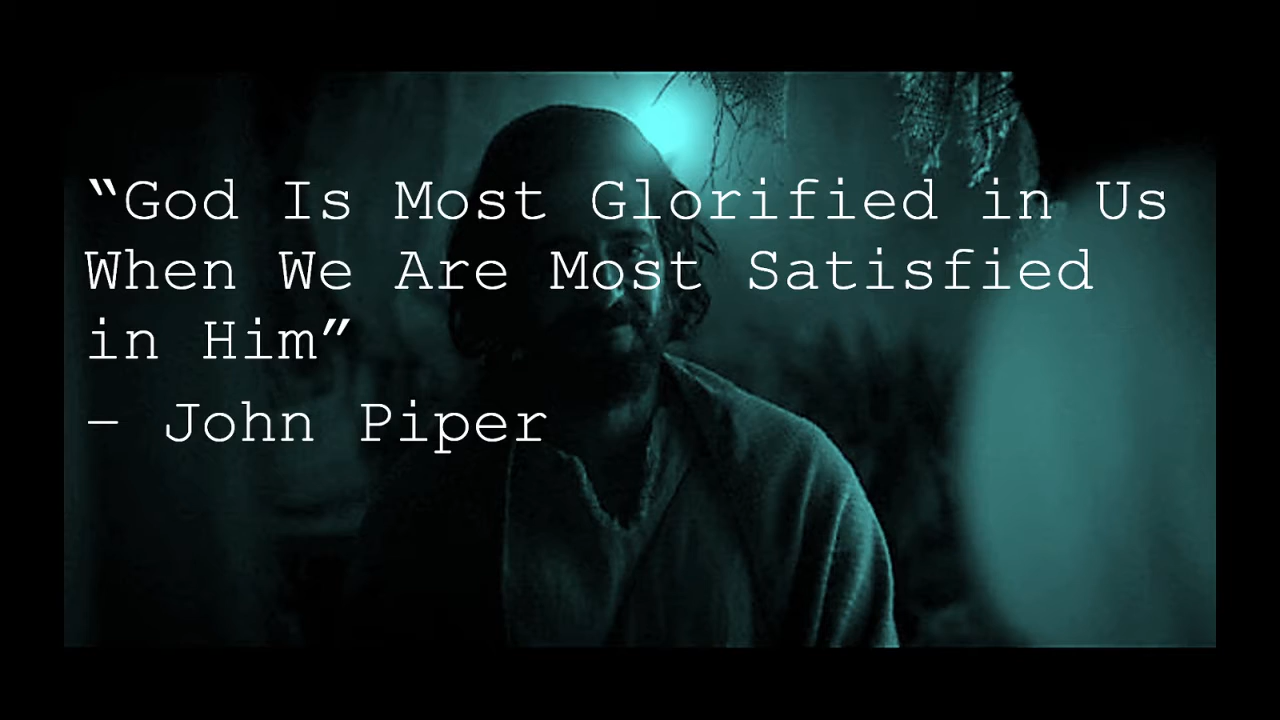 “God Is Most Glorified in Us
When We Are Most Satisfied
in Him”
– John Piper